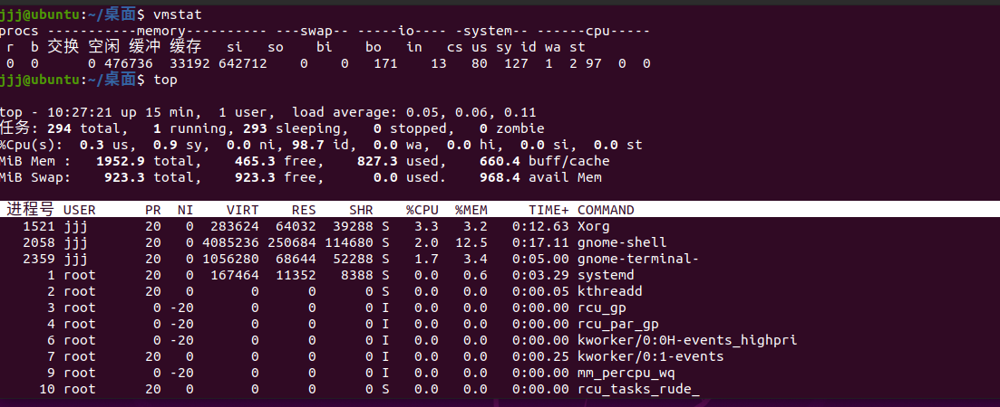 jjj@ubuntu:~/桌面$ vmstat
procs -----------memory---------- ---swap-- -----io---- -system-- ------cpu-----
 r  b 交换 空闲 缓冲 缓存   si   so    bi    bo   in   cs us sy id wa st
 0  0      0 476736  33192 642712    0    0   171    13   80  127  1  2 97  0  0
jjj@ubuntu:~/桌面$ top
top - 10:27:21 up 15 min,  1 user,  load average: 0.05, 0.06, 0.11
任务: 294 total,   1 running, 293 sleeping,   0 stopped,   0 zombie
%Cpu(s):  0.3 us,  0.9 sy,  0.0 ni, 98.7 id,  0.0 wa,  0.0 hi,  0.0 si,  0.0 st
MiB Mem :   1952.9 total,    465.3 free,    827.3 used,    660.4 buff/cache
MiB Swap:    923.3 total,    923.3 free,      0.0 used.    968.4 avail Mem
进程号 USER      PR  NI    VIRT    RES    SHR    %CPU  %MEM     TIME+ COMMAND
1521 jjj       20   0  283624  64032  39288 S   3.3   3.2   0:12.63 Xorg
2058 jjj       20   0 4085236 250684 114680 S   2.0  12.5   0:17.11 gnome-shell
2359 jjj       20   0 1056280  68644  52288 S   1.7   3.4   0:05.00 gnome-terminal-
1 root      20   0  167464  11352   8388 S   0.0   0.6   0:03.29 systemd
2 root      20   0       0      0      0 S   0.0   0.0   0:00.05 kthreadd
3 root       0 -20       0      0      0 I   0.0   0.0   0:00.00 rcu_gp
4 root       0 -20       0      0      0 I   0.0   0.0   0:00.00 rcu_par_gp
6 root       0 -20       0      0      0 I   0.0   0.0   0:00.00 kworker/0:0H-events_highpri
7 root      20   0       0      0      0 I   0.0   0.0   0:00.25 kworker/0:1-events
9 root       0 -20       0      0      0 I   0.0   0.0   0:00.00 mm_percpu_wq
10 root      20   0       0      0      0 S   0.0   0.0   0:00.00 rcu_tasks_rude_